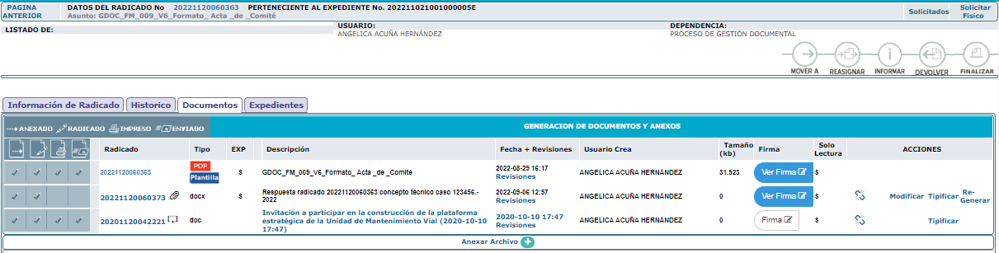 PAGINA ANTERIOR
DATOS DEL RADICADO No 20221120060363 PERTENECIENTE AL EXPEDIENTE No. 202211021001000005E
Asunto: GDOC_FM_009_V6_Formato_ Acta _de _Comité
Solicitados
Solicitar Fisico
LISTADO DE:
USUARIO:
ANGELICA ACUÑA HERNÁNDEZ
DEPENDENCIA:
PROCESO DE GESTIÓN DOCUMENTAL
MOVER A REASIGNAR INFORMAR DEVOLVER FINALIZAR
Información de Radicado Historico Documentos Expedientes
ANEXADO RADICADO IMPRESO ENVIADO
GENERACION DE DOCUMENTOS Y ANEXOS
Radicado Tipo EXP Descripción Fecha + Revisiones Usuario Crea Tamaño (kb) Firma Solo Lectura ACCIONES
20221120060363 PDF Plantilla S GDOC_FM_009_V6_Formato_ Acta _de _Comité 2022-08-29 16:17 Revisiones ANGELICA ACUÑA HERNÁNDEZ 31.923 Ver Firma S
20221120060373 docx S Respuesta radicado 20221120060363 concepto técnico caso 123456.-2022 2022-09-06 12:57 Revisiones ANGELICA ACUÑA HERNÁNDEZ 0 Ver Firma S Modificar Tipificar Re-Generar
20201120042221 doc Invitación a participar en la construcción de la plataforma estratégica de la Unidad de Mantenimiento Vial (2020-10-10 17:47) 2020-10-10 17:47 Revisiones ANGELICA ACUÑA HERNÁNDEZ 0 Firma S Tipificar
Anexar Archivo